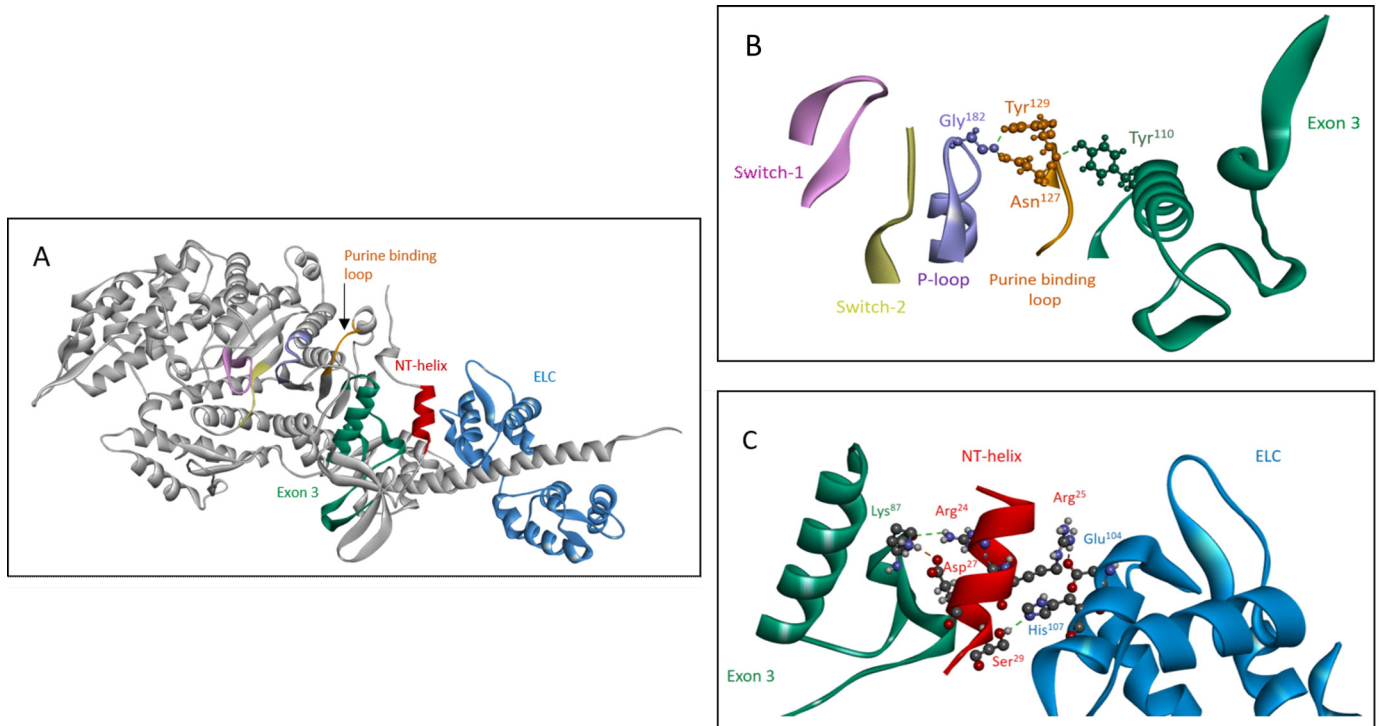 A
Purine binding
loop
NT-helix
ELC
Exon 3
B
Tyr¹²⁹
Gly¹⁸²
Exon 3
Tyr¹¹⁰
Switch-1
Asn¹²⁷
P-loop
Purine binding
loop
Switch-2
C
NT-helix
ELC
Arg²⁵
Lys⁸⁷
Arg²⁴
Glu¹⁰⁴
Asp²⁷
His¹⁰⁷
Ser²⁹
Exon 3